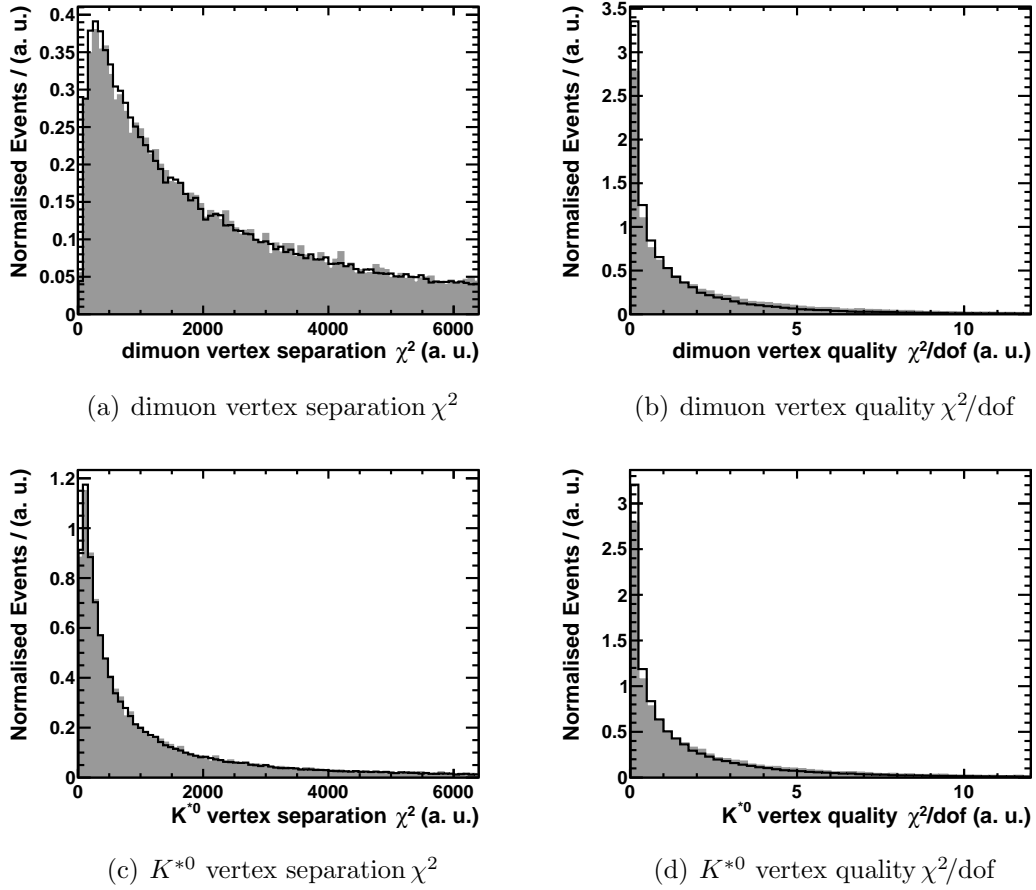 Normalised Events / (a. u.)
0.4
0.35
0.3
0.25
0.2
0.15
0.1
0.05
0
0 2000 4000 6000
dimuon vertex separation χ² (a. u.)
(a) dimuon vertex separation χ²
Normalised Events / (a. u.)
3.5
3
2.5
2
1.5
1
0.5
0
0 5 10
dimuon vertex quality χ²/dof (a. u.)
(b) dimuon vertex quality χ²/dof
Normalised Events / (a. u.)
1.2
1
0.8
0.6
0.4
0.2
0
0 2000 4000 6000
K*⁰ vertex separation χ² (a. u.)
(c) K*⁰ vertex separation χ²
Normalised Events / (a. u.)
3
2.5
2
1.5
1
0.5
0
0 5 10
K*⁰ vertex quality χ²/dof (a. u.)
(d) K*⁰ vertex quality χ²/dof